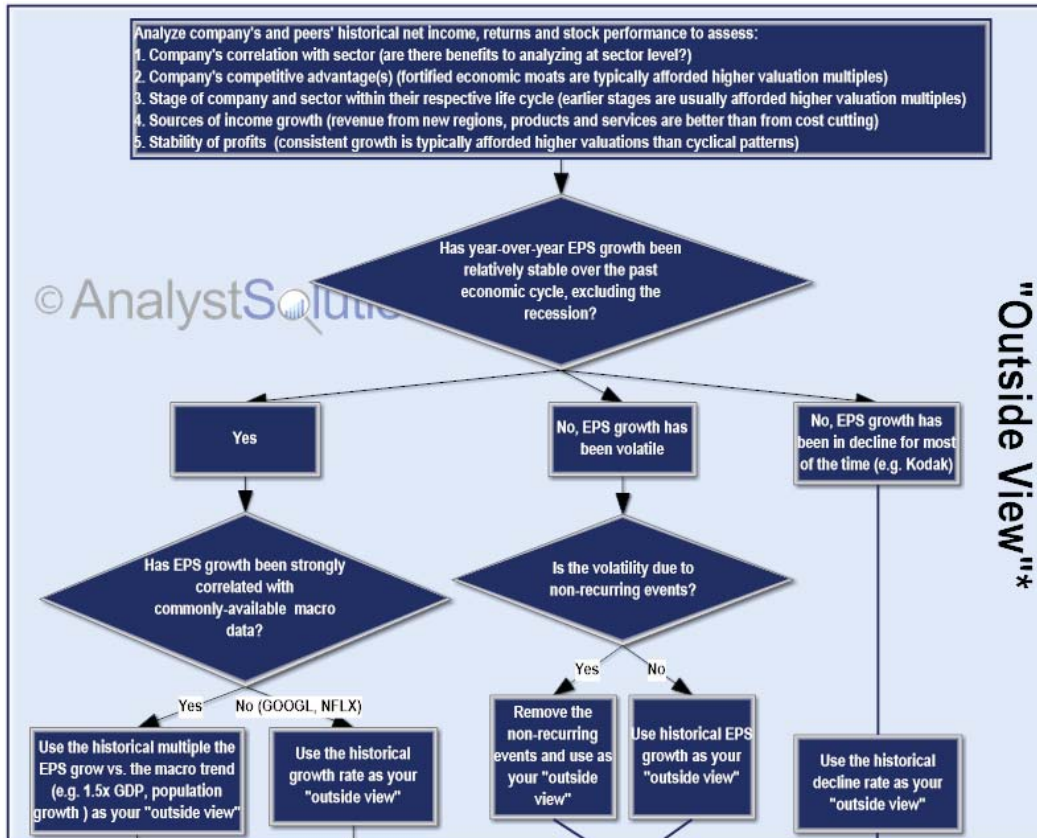 Analyze company's and peers' historical net income, returns and stock performance to assess:
1. Company's correlation with sector (are there benefits to analyzing at sector level?)
2. Company's competitive advantage(s) (fortified economic moats are typically afforded higher valuation multiples)
3. Stage of company and sector within their respective life cycle (earlier stages are usually afforded higher valuation multiples)
4. Sources of income growth (revenue from new regions, products and services are better than from cost cutting)
5. Stability of profits (consistent growth is typically afforded higher valuations than cyclical patterns)
Has year-over-year EPS growth been
relatively stable over the past
economic cycle, excluding the
recession?
© AnalystSoluti
"Outside View"*
Yes
No, EPS growth has
been volatile
No, EPS growth has
been in decline for most
of the time (e.g. Kodak)
Has EPS growth been strongly
correlated with
commonly-available macro
data?
Is the volatility due to
non-recurring events?
Yes
No (GOOGL, NFLX)
Yes
No
Use the historical multiple the
EPS grow vs. the macro trend
(e.g. 1.5x GDP, population
growth ) as your "outside view"
Use the historical
growth rate as your
"outside view"
Remove the
non-recurring
events and use as
your "outside
view"
Use historical EPS
growth as your
"outside view"
Use the historical
decline rate as your
"outside view"